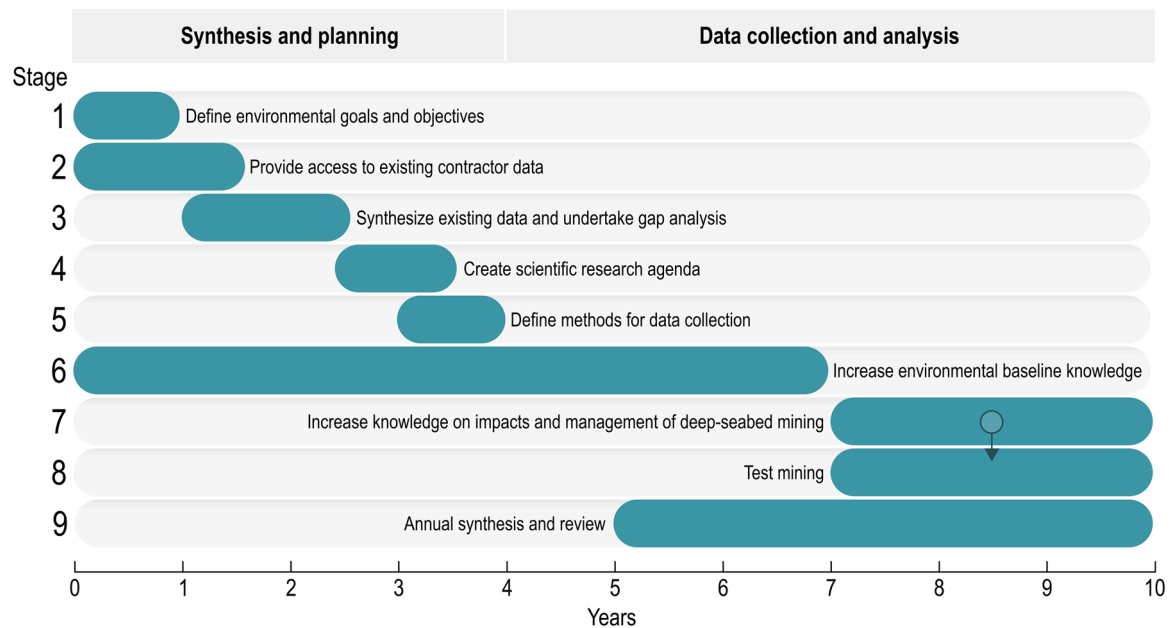 Synthesis and planning
Data collection and analysis
Stage
1 Define environmental goals and objectives
2 Provide access to existing contractor data
3 Synthesize existing data and undertake gap analysis
4 Create scientific research agenda
5 Define methods for data collection
6 Increase environmental baseline knowledge
7 Increase knowledge on impacts and management of deep-seabed mining
8 Test mining
9 Annual synthesis and review
0 1 2 3 4 5 6 7 8 9 10
Years